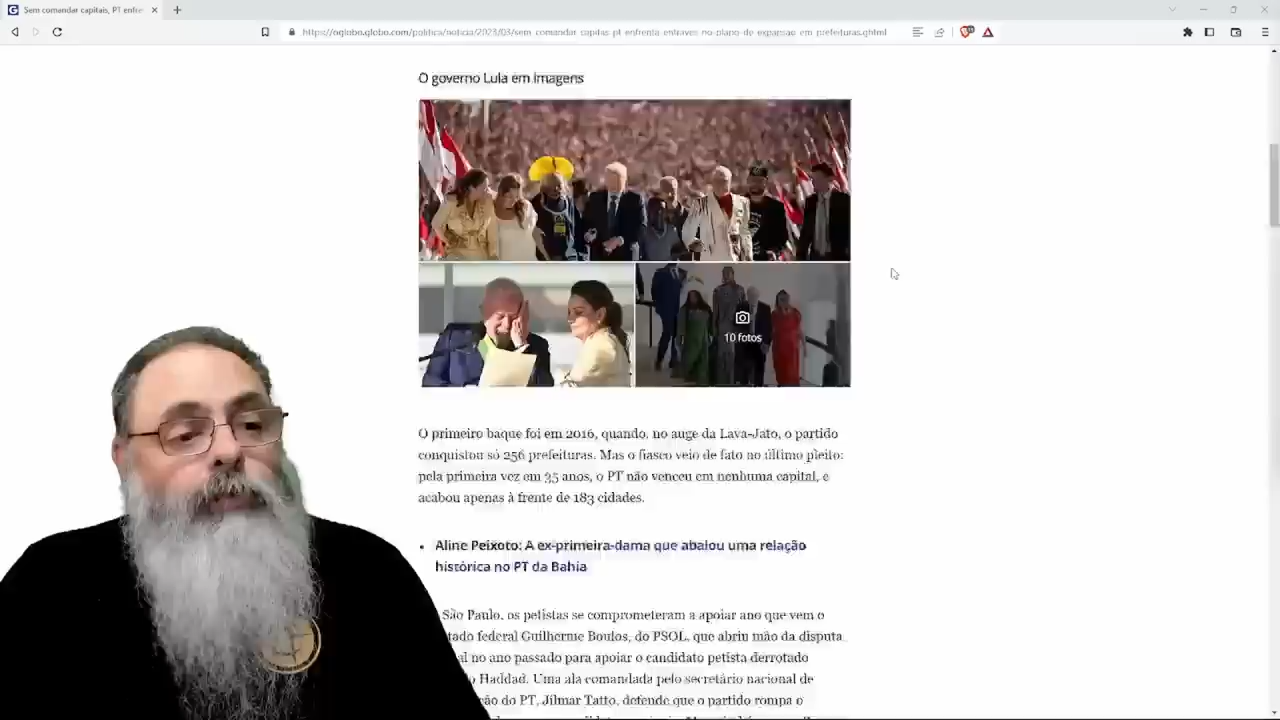 Sem comandar capitais, PT enfre
https://oglobo.globo.com/politica/noticia/2023/03/sem-comandar-capitais-pt-enfrenta-entraves-no-plano-de-expansao-em-prefeituras.ghtml
O governo Lula em imagens
10 fotos
O primeiro baque foi em 2016, quando, no auge da Lava-Jato, o partido
conquistou só 256 prefeituras. Mas o fiasco veio de fato no último pleito:
pela primeira vez em 35 anos, o PT não venceu em nenhuma capital, e
acabou apenas à frente de 183 cidades.
Aline Peixoto: A ex-primeira-dama que abalou uma relação
histórica no PT da Bahia
São Paulo, os petistas se comprometeram a apoiar ano que vem o
tado federal Guilherme Boulos, do PSOL, que abriu mão da disputa
al no ano passado para apoiar o candidato petista derrotado
o Haddad. Uma ala comandada pelo secretário nacional de
ção do PT, Jilmar Tatto, defende que o partido rompa o